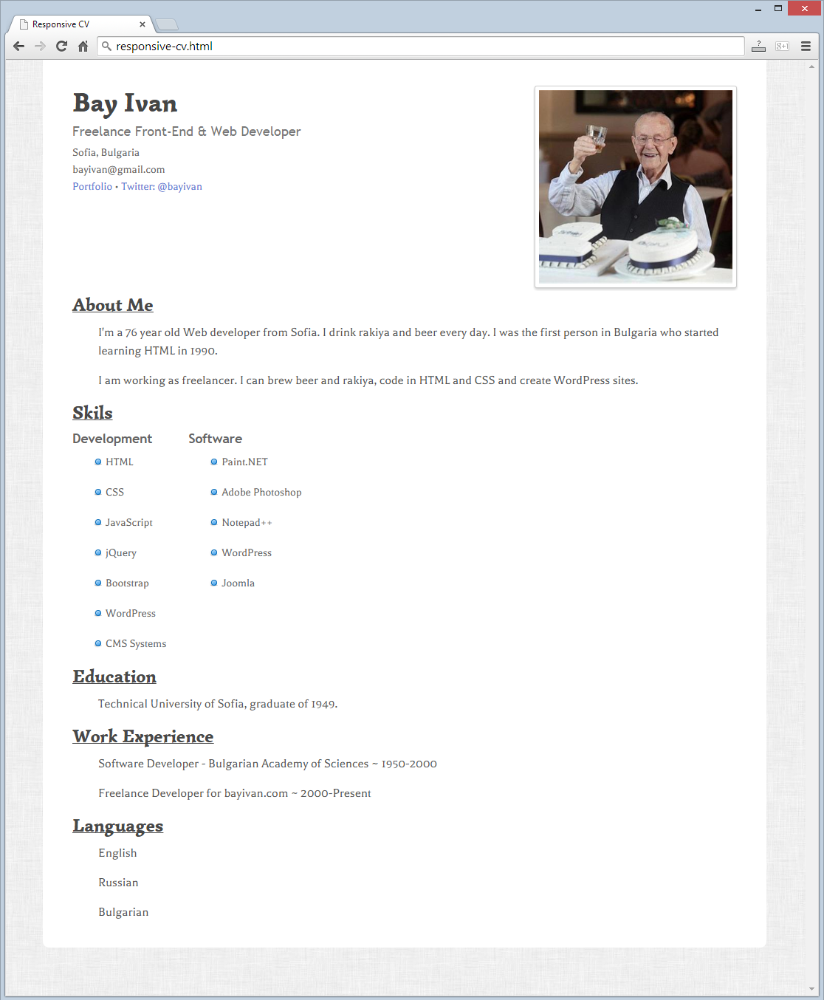 Responsive CV
responsive-cv.html
?
g+1
Bay Ivan
Freelance Front-End & Web Developer
Sofia, Bulgaria
bayivan@gmail.com
Portfolio • Twitter: @bayivan
About Me
I'm a 76 year old Web developer from Sofia. I drink rakiya and beer every day. I was the first person in Bulgaria who started
learning HTML in 1990.
I am working as freelancer. I can brew beer and rakiya, code in HTML and CSS and create WordPress sites.
Skils
Development Software
HTML Paint.NET
CSS Adobe Photoshop
JavaScript Notepad++
jQuery WordPress
Bootstrap Joomla
WordPress
CMS Systems
Education
Technical University of Sofia, graduate of 1949.
Work Experience
Software Developer - Bulgarian Academy of Sciences ~ 1950-2000
Freelance Developer for bayivan.com ~ 2000-Present
Languages
English
Russian
Bulgarian